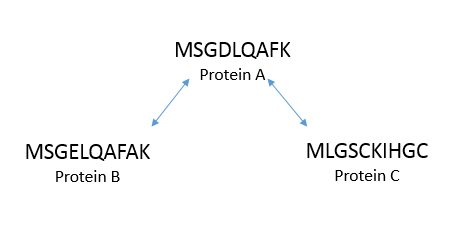 MSGDLQAFK
Protein A
MSGELQAFAK
Protein B
MLGSCKIHGC
Protein C